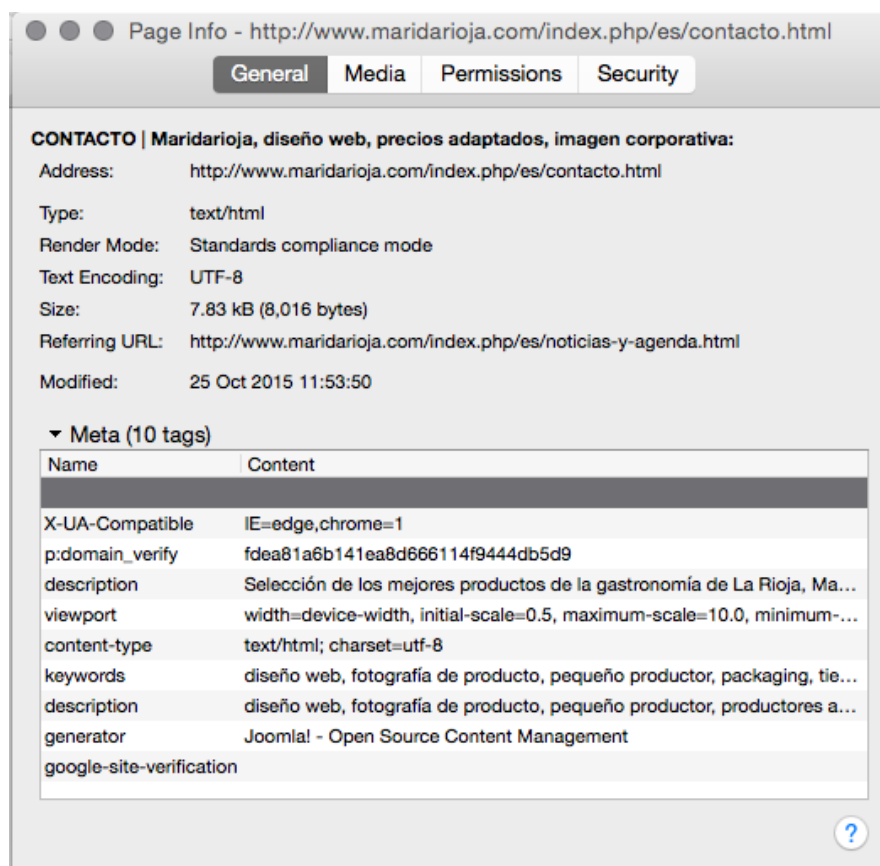 Page Info - http://www.maridarioja.com/index.php/es/contacto.html
General Media Permissions Security
CONTACTO | Maridarioja, diseño web, precios adaptados, imagen corporativa:
Address: http://www.maridarioja.com/index.php/es/contacto.html
Type: text/html
Render Mode: Standards compliance mode
Text Encoding: UTF-8
Size: 7.83 kB (8,016 bytes)
Referring URL: http://www.maridarioja.com/index.php/es/noticias-y-agenda.html
Modified: 25 Oct 2015 11:53:50
Meta (10 tags)
Name Content
X-UA-Compatible IE=edge,chrome=1
p:domain_verify fdea81a6b141ea8d666114f9444db5d9
description Selección de los mejores productos de la gastronomía de La Rioja, Ma...
viewport width=device-width, initial-scale=0.5, maximum-scale=10.0, minimum-...
content-type text/html; charset=utf-8
keywords diseño web, fotografía de producto, pequeño productor, packaging, tie...
description diseño web, fotografía de producto, pequeño productor, productores a...
generator Joomla! - Open Source Content Management
google-site-verification
?